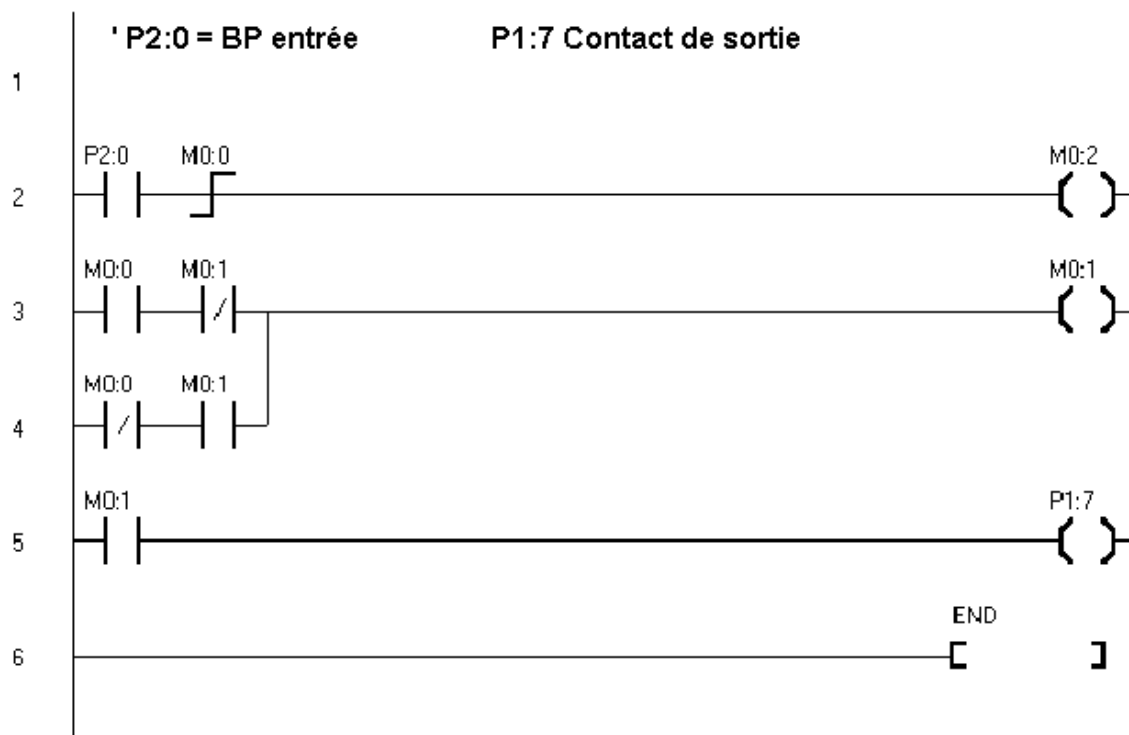 ' P2:0 = BP entrée P1:7 Contact de sortie
1
P2:0 M0:0 M0:2
2
M0:0 M0:1 M0:1
3
M0:0 M0:1
4
M0:1 P1:7
5
END
6